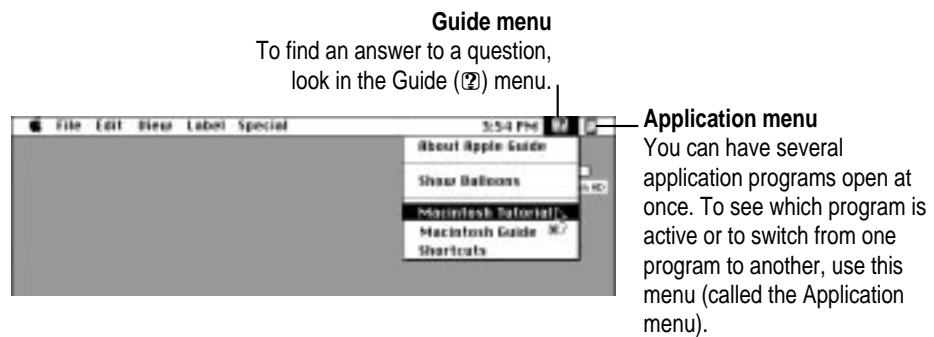 Guide menu
To find an answer to a question,
look in the Guide (?) menu.
File Edit View Label Special 3:54 PM
About Apple Guide
Show Balloons
Macintosh Tutorial
Macintosh Guide ⌘?
Shortcuts
Application menu
You can have several
application programs open at
once. To see which program is
active or to switch from one
program to another, use this
menu (called the Application
menu).